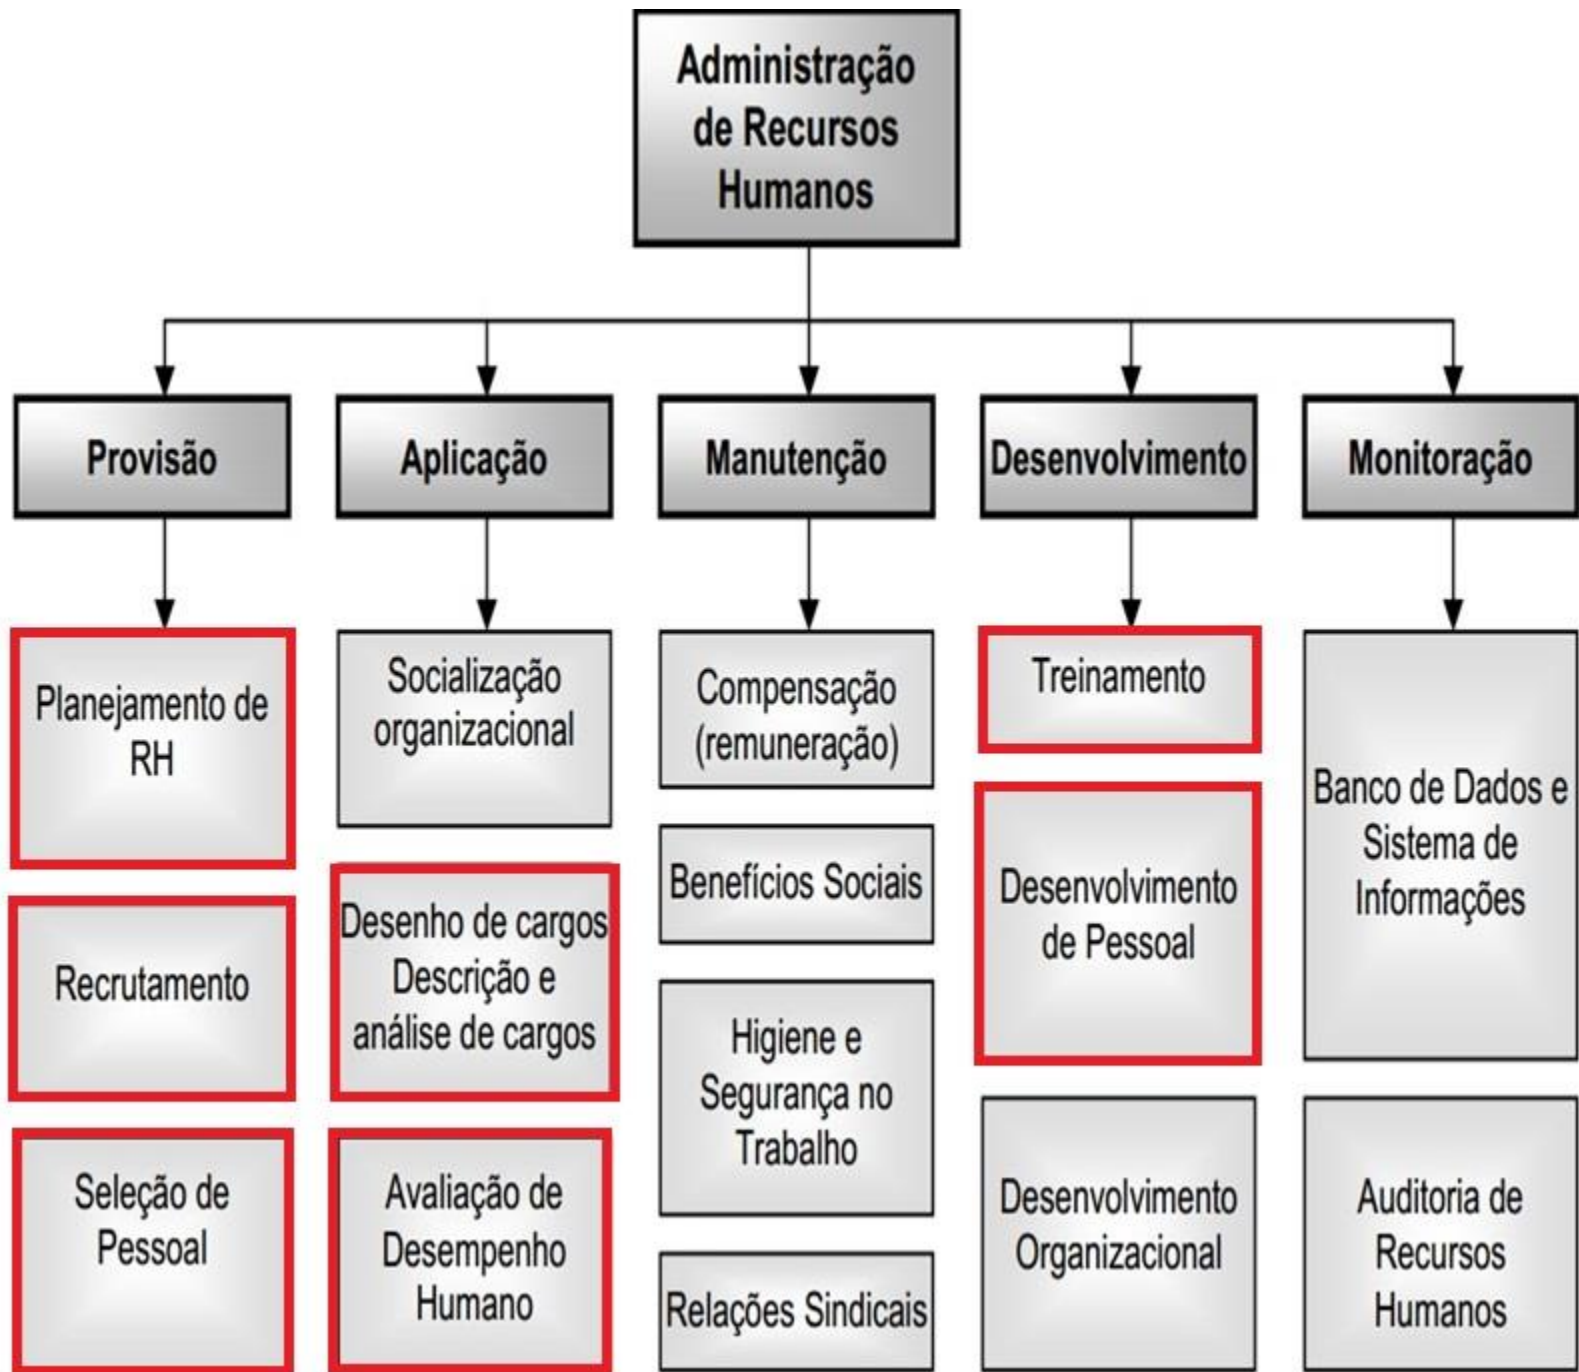 Administração
de Recursos
Humanos
Provisão
Aplicação
Manutenção
Desenvolvimento
Monitoração
Planejamento de
RH
Recrutamento
Seleção de
Pessoal
Socialização
organizacional
Desenho de cargos
Descrição e
análise de cargos
Avaliação de
Desempenho
Humano
Compensação
(remuneração)
Benefícios Sociais
Higiene e
Segurança no
Trabalho
Relações Sindicais
Treinamento
Desenvolvimento
de Pessoal
Desenvolvimento
Organizacional
Banco de Dados e
Sistema de
Informações
Auditoria de
Recursos
Humanos